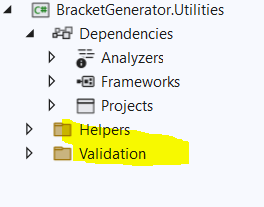 C# BracketGenerator.Utilities
Dependencies
Analyzers
Frameworks
Projects
Helpers
Validation